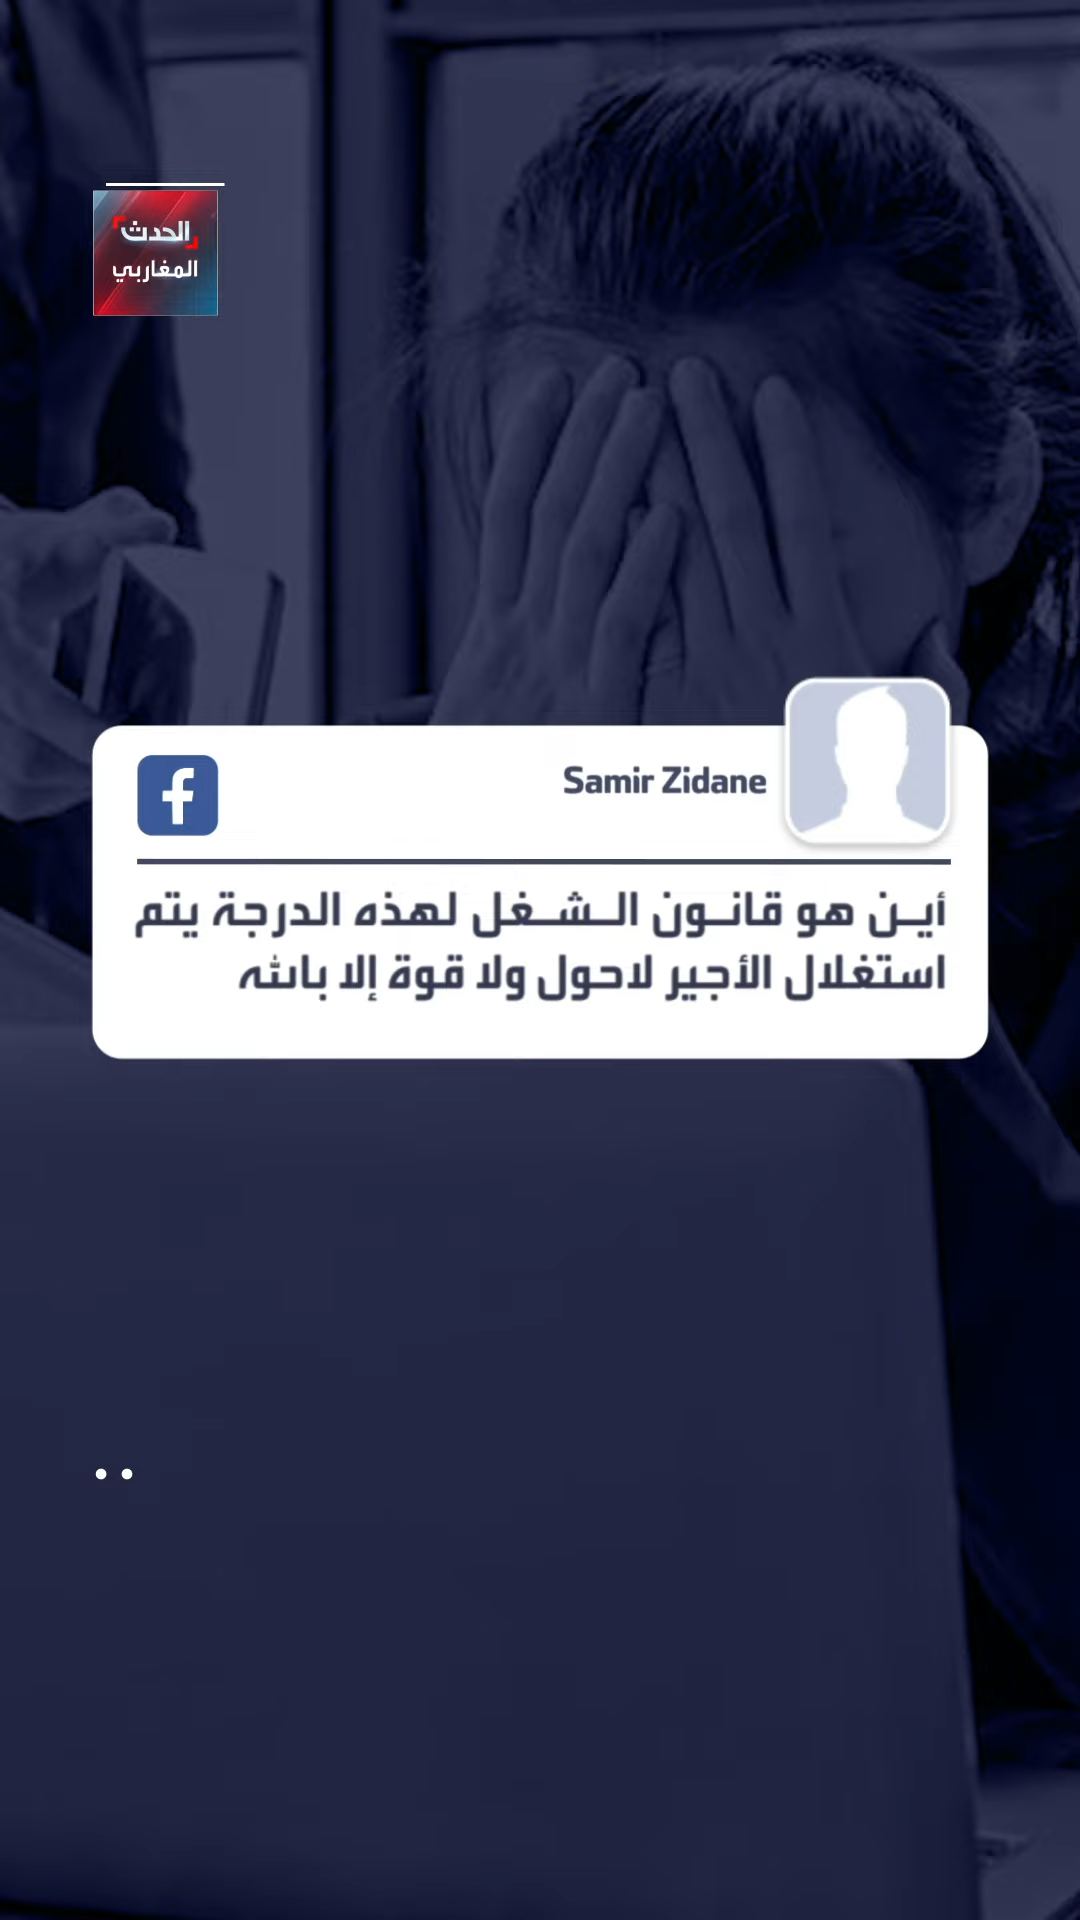 الحدث
المغاربي
Samir Zidane
أيـن هو قانـون الـشـغل لهذه الدرجة يتم
استغلال الأجير لاحول ولا قوة إلا بالله